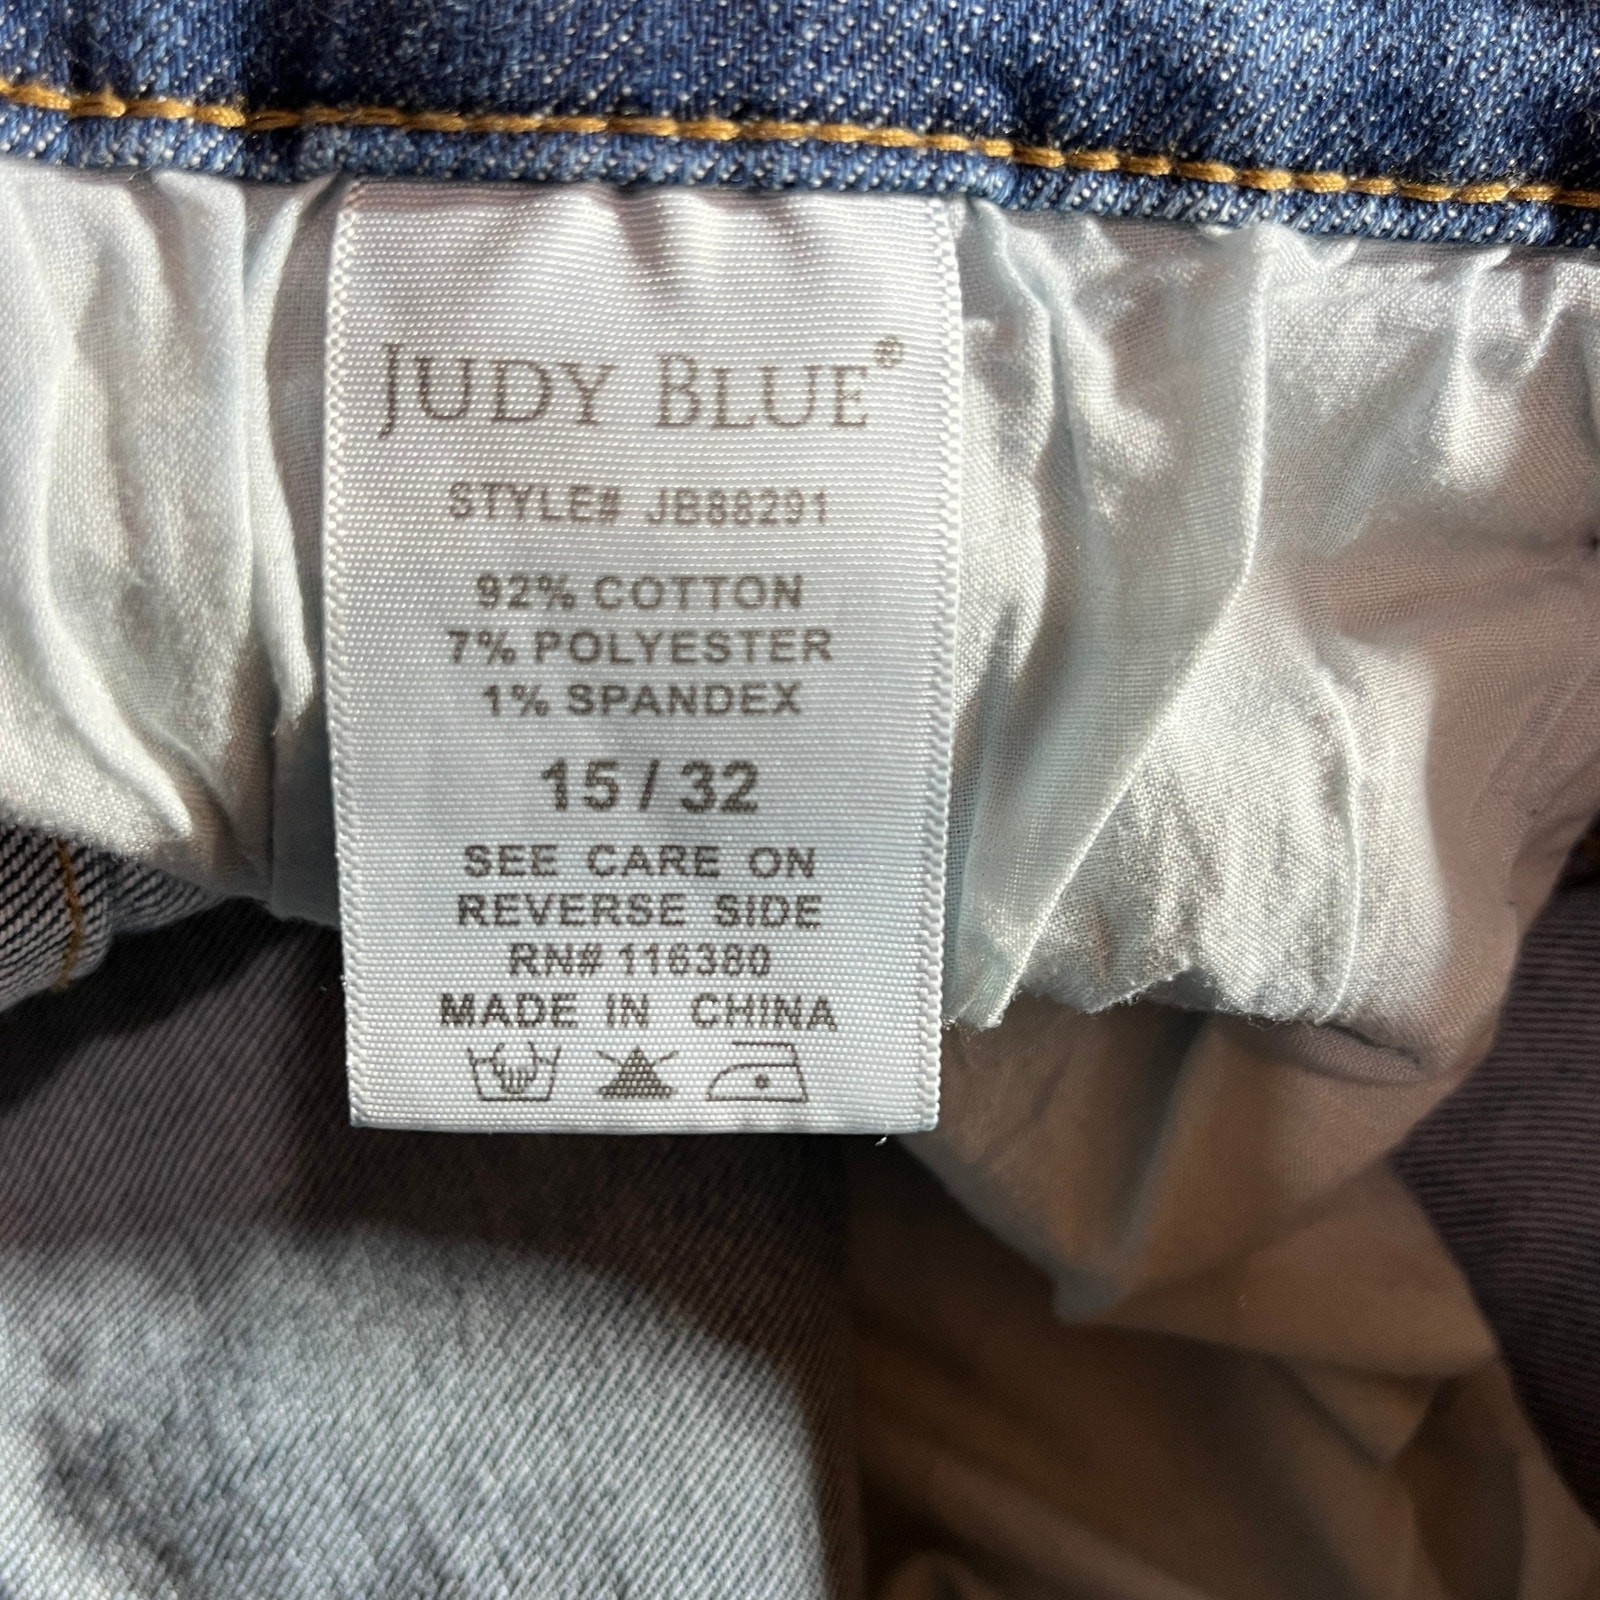 JUDY BLUE®
STYLE# JB88291
92% COTTON
7% POLYESTER
1% SPANDEX
15 / 32
SEE CARE ON
REVERSE SIDE
RN# 116380
MADE IN CHINA